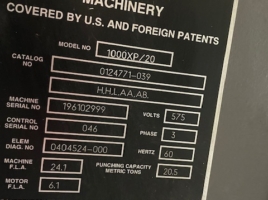 MACHINERY
COVERED BY U.S. AND FOREIGN PATENTS
MODEL NO 1000XP/20
CATALOG NO 0124771-039
H,H,L,A,A,AB,
MACHINE SERIAL NO 196102999 VOLTS 575
CONTROL SERIAL NO 046 PHASE 3
ELEM DIAG. NO 0404524-000 HERTZ 60
MACHINE F.L.A. 24.1 PUNCHING CAPACITY METRIC TONS 20.5
MOTOR F.L.A. 6.1